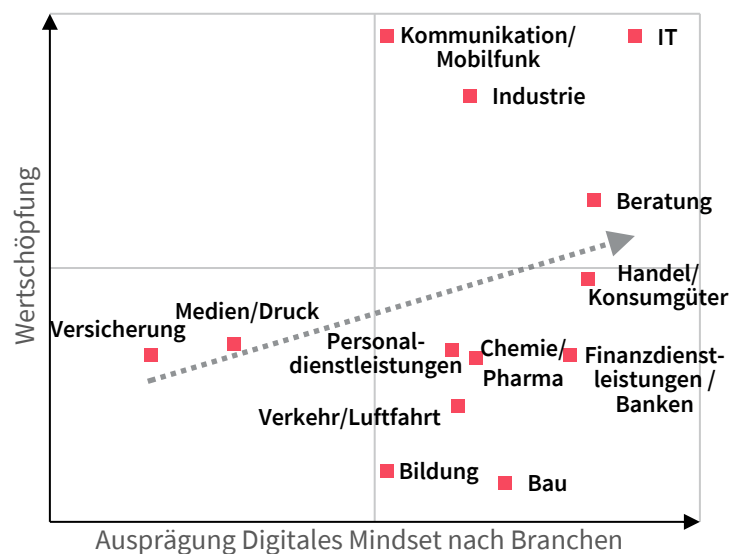 Kommunikation/
Mobilfunk
IT
Industrie
Beratung
Handel/
Konsumgüter
Medien/Druck
Versicherung
Personal-
dienstleistungen
Chemie/
Pharma
Finanzdienst-
leistungen /
Banken
Verkehr/Luftfahrt
Bildung
Bau
Wertschöpfung
Ausprägung Digitales Mindset nach Branchen